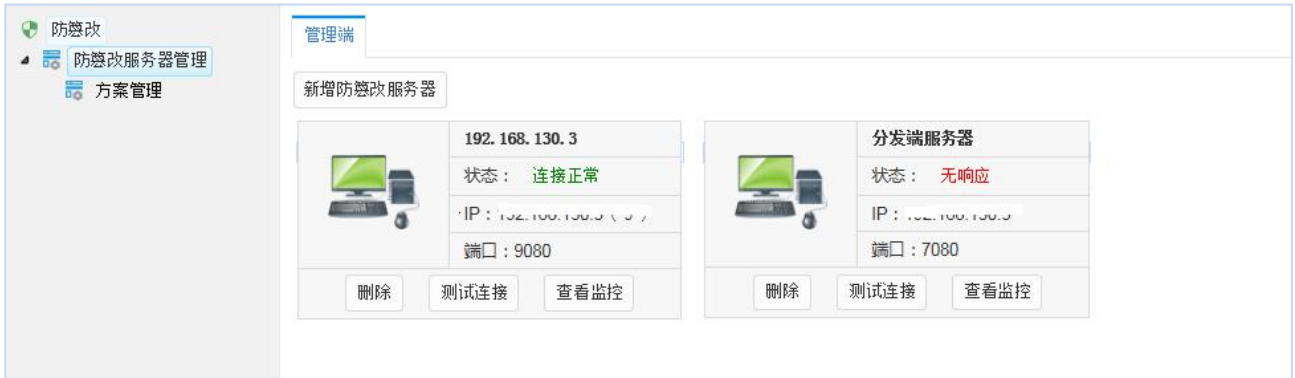 防篡改
防篡改服务器管理
方案管理
管理端
新增防篡改服务器
192.168.130.3
状态： 连接正常
IP：
端口：9080
删除 测试连接 查看监控
分发端服务器
状态： 无响应
IP：
端口：7080
删除 测试连接 查看监控